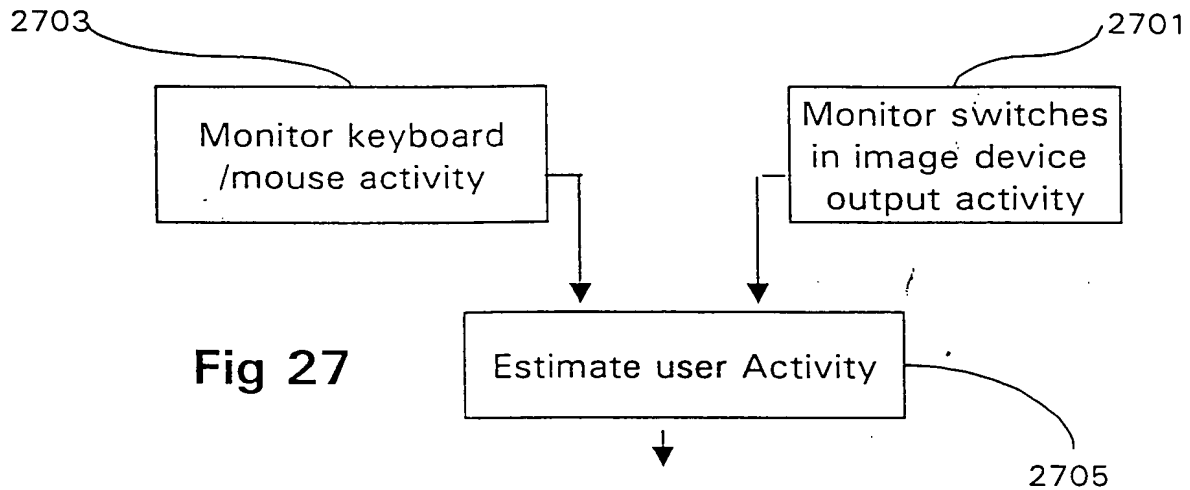 2703
2701
Monitor keyboard
/mouse activity
Monitor switches
in image device
output activity
Fig 27
Estimate user Activity
2705